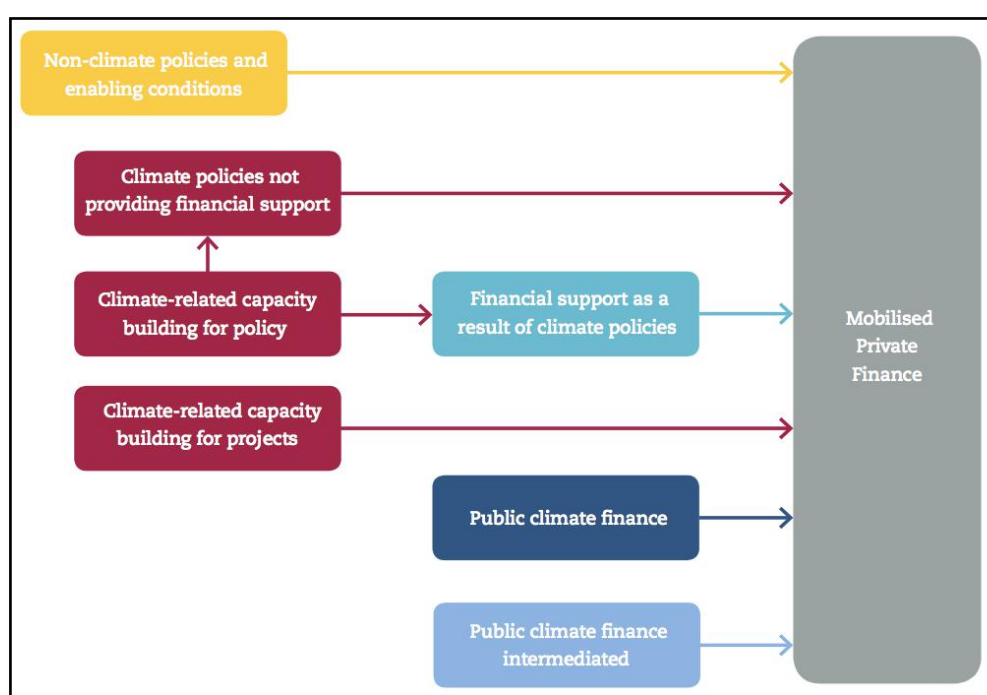 Non-climate policies and
enabling conditions
Climate policies not
providing financial support
Climate-related capacity
building for policy
Financial support as a
result of climate policies
Mobilised
Private
Finance
Climate-related capacity
building for projects
Public climate finance
Public climate finance
intermediated